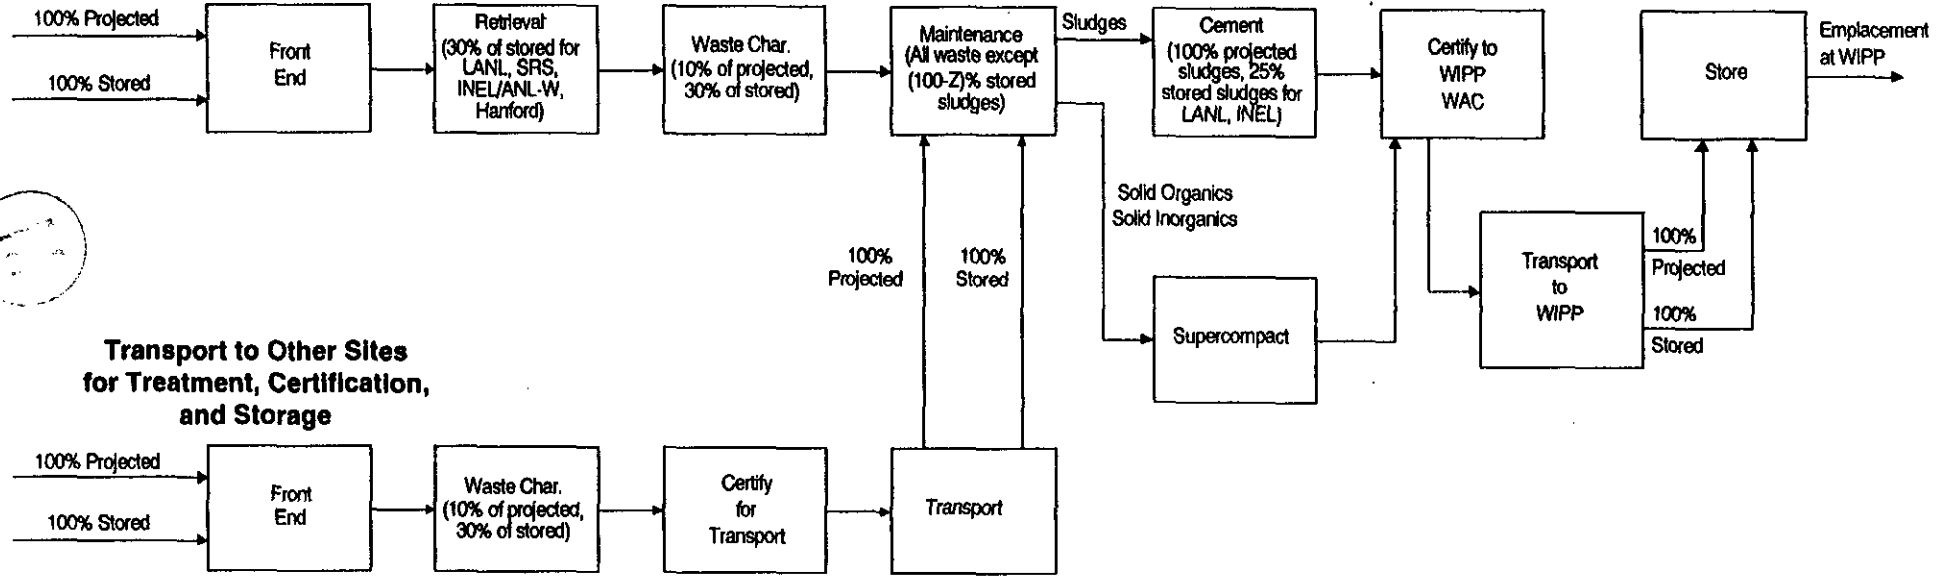 100% Projected
100% Stored
Front
End
Retrieval
(30% of stored for
LANL, SRS,
INEL/ANL-W,
Hanford)
Waste Char.
(10% of projected,
30% of stored)
Maintenance
(All waste except
(100-Z)% stored
sludges)
Sludges
Cement
(100% projected
sludges, 25%
stored sludges for
LANL, INEL)
Certify to
WIPP
WAC
Store
Emplacement
at WIPP
Solid Organics
Solid Inorganics
100%
Projected
100%
Stored
Supercompact
Transport
to
WIPP
100%
Projected
100%
Stored
Transport to Other Sites
for Treatment, Certification,
and Storage
100% Projected
100% Stored
Front
End
Waste Char.
(10% of projected,
30% of stored)
Certify
for
Transport
Transport